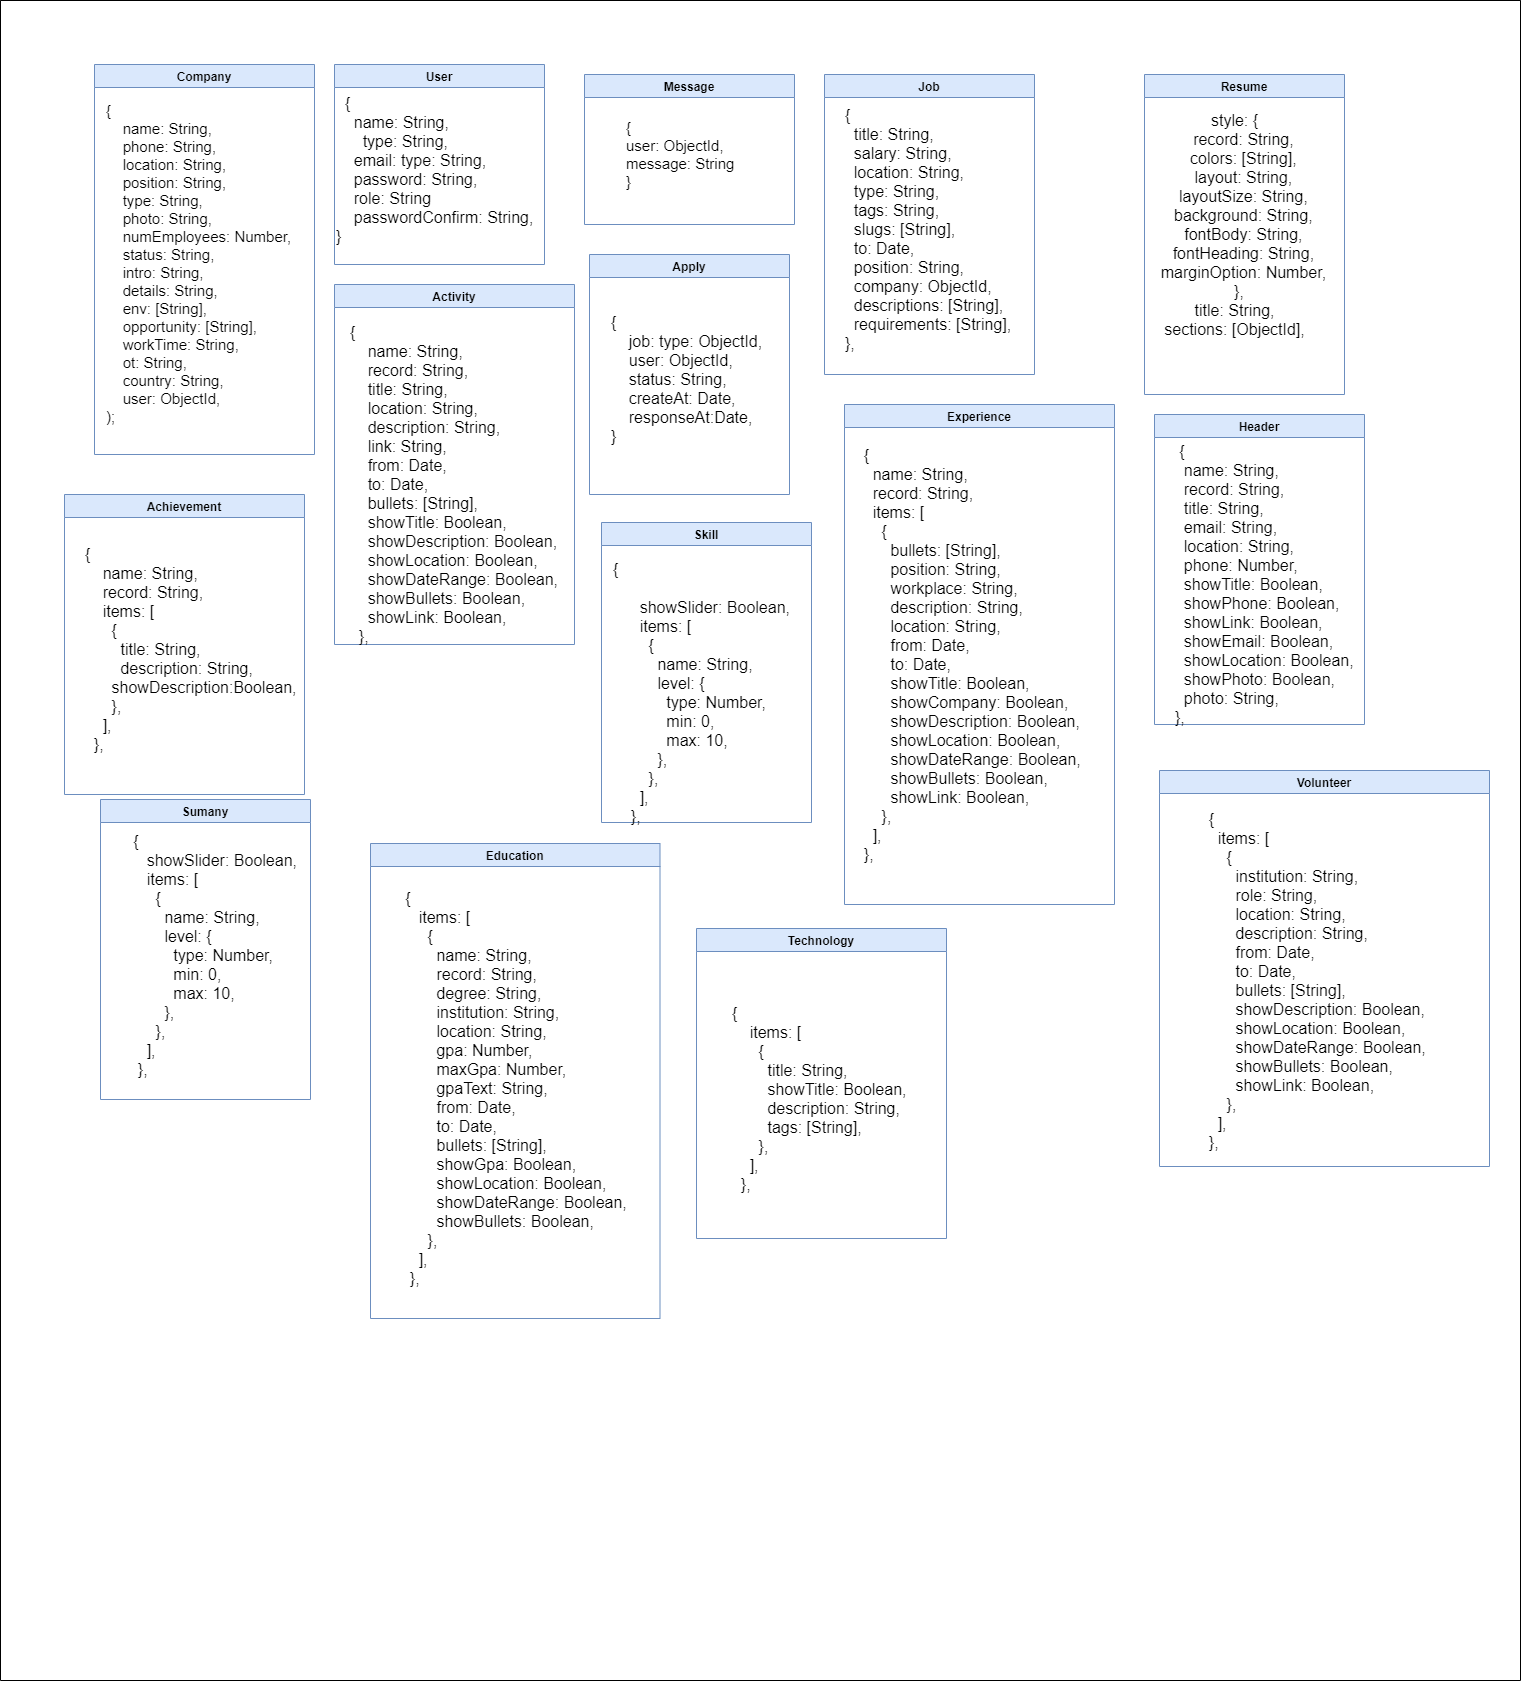 Company
{
name: String,
phone: String,
location: String,
position: String,
type: String,
photo: String,
numEmployees: Number,
status: String,
intro: String,
details: String,
env: [String],
opportunity: [String],
workTime: String,
ot: String,
country: String,
user: ObjectId,
);
User
{
name: String,
type: String,
email: type: String,
password: String,
role: String
passwordConfirm: String,
}
Message
{
user: ObjectId,
message: String
}
Job
{
title: String,
salary: String,
location: String,
type: String,
tags: String,
slugs: [String],
to: Date,
position: String,
company: ObjectId,
descriptions: [String],
requirements: [String],
},
Resume
style: {
record: String,
colors: [String],
layout: String,
layoutSize: String,
background: String,
fontBody: String,
fontHeading: String,
marginOption: Number,
},
title: String,
sections: [ObjectId],
Activity
{
name: String,
record: String,
title: String,
location: String,
description: String,
link: String,
from: Date,
to: Date,
bullets: [String],
showTitle: Boolean,
showDescription: Boolean,
showLocation: Boolean,
showDateRange: Boolean,
showBullets: Boolean,
showLink: Boolean,
},
Apply
{
job: type: ObjectId,
user: ObjectId,
status: String,
createAt: Date,
responseAt:Date,
}
Experience
{
name: String,
record: String,
items: [
{
bullets: [String],
position: String,
workplace: String,
description: String,
location: String,
from: Date,
to: Date,
showTitle: Boolean,
showCompany: Boolean,
showDescription: Boolean,
showLocation: Boolean,
showDateRange: Boolean,
showBullets: Boolean,
showLink: Boolean,
},
],
},
Header
{
name: String,
record: String,
title: String,
email: String,
location: String,
phone: Number,
showTitle: Boolean,
showPhone: Boolean,
showLink: Boolean,
showEmail: Boolean,
showLocation: Boolean,
showPhoto: Boolean,
photo: String,
},
Achievement
{
name: String,
record: String,
items: [
{
title: String,
description: String,
showDescription:Boolean,
},
],
},
Skill
{
showSlider: Boolean,
items: [
{
name: String,
level: {
type: Number,
min: 0,
max: 10,
},
},
],
},
Sumany
{
showSlider: Boolean,
items: [
{
name: String,
level: {
type: Number,
min: 0,
max: 10,
},
},
],
},
Education
{
items: [
{
name: String,
record: String,
degree: String,
institution: String,
location: String,
gpa: Number,
maxGpa: Number,
gpaText: String,
from: Date,
to: Date,
bullets: [String],
showGpa: Boolean,
showLocation: Boolean,
showDateRange: Boolean,
showBullets: Boolean,
},
],
},
Technology
{
items: [
{
title: String,
showTitle: Boolean,
description: String,
tags: [String],
},
],
},
Volunteer
{
items: [
{
institution: String,
role: String,
location: String,
description: String,
from: Date,
to: Date,
bullets: [String],
showDescription: Boolean,
showLocation: Boolean,
showDateRange: Boolean,
showBullets: Boolean,
showLink: Boolean,
},
],
},